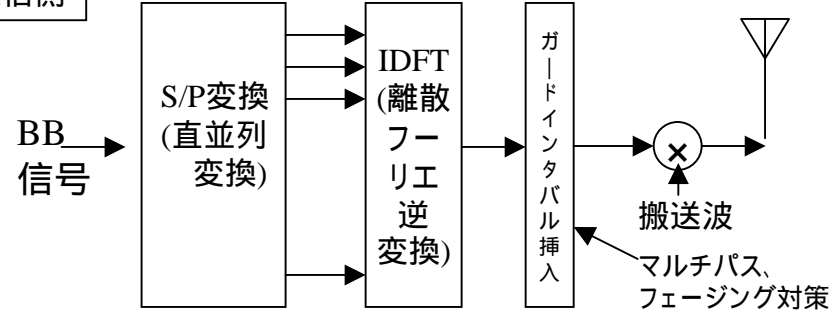 BB
信号
S/P変換
(直並列
変換)
IDFT
(離散
フー
リエ
逆
変換)
ガードインタバル挿入
×
搬送波
マルチパス、
フェージング対策